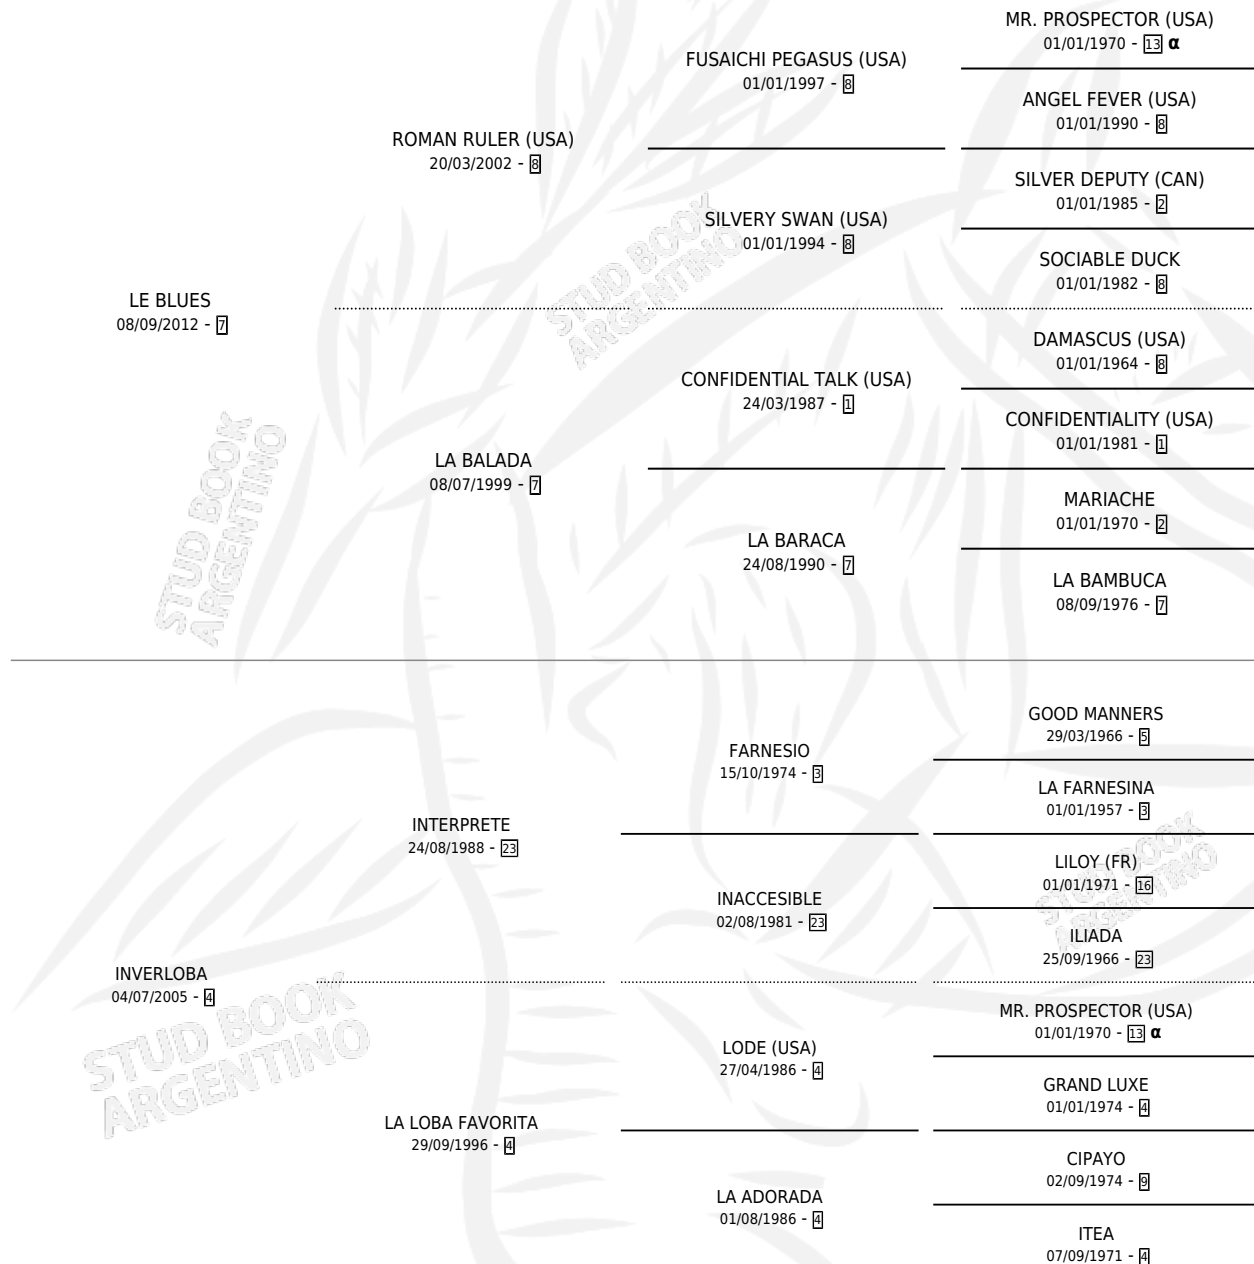 MR. PROSPECTOR (USA)
01/01/1970 - 13 α
FUSAICHI PEGASUS (USA)
01/01/1997 - 8
ANGEL FEVER (USA)
01/01/1990 - 8
ROMAN RULER (USA)
20/03/2002 - 8
SILVER DEPUTY (CAN)
01/01/1985 - 2
SILVERY SWAN (USA)
01/01/1994 - 8
SOCIABLE DUCK
01/01/1982 - 8
LE BLUES
08/09/2012 - 7
DAMASCUS (USA)
01/01/1964 - 8
CONFIDENTIAL TALK (USA)
24/03/1987 - 1
CONFIDENTIALITY (USA)
01/01/1981 - 1
LA BALADA
08/07/1999 - 7
MARIACHE
01/01/1970 - 2
LA BARACA
24/08/1990 - 7
LA BAMBUCA
08/09/1976 - 7
GOOD MANNERS
29/03/1966 - 5
FARNESIO
15/10/1974 - 3
LA FARNESINA
01/01/1957 - 3
INTERPRETE
24/08/1988 - 23
LILOY (FR)
01/01/1971 - 16
INACCESIBLE
02/08/1981 - 23
ILIADA
25/09/1966 - 23
INVERLOBA
04/07/2005 - 4
MR. PROSPECTOR (USA)
01/01/1970 - 13 α
LODE (USA)
27/04/1986 - 4
GRAND LUXE
01/01/1974 - 4
LA LOBA FAVORITA
29/09/1996 - 4
CIPAYO
02/09/1974 - 9
LA ADORADA
01/08/1986 - 4
ITEA
07/09/1971 - 4
STUD BOOK
ARGENTINO
STUD BOOK
ARGENTINO
STUD BOOK
ARGENTINO
STUD BOOK
ARGENTINO